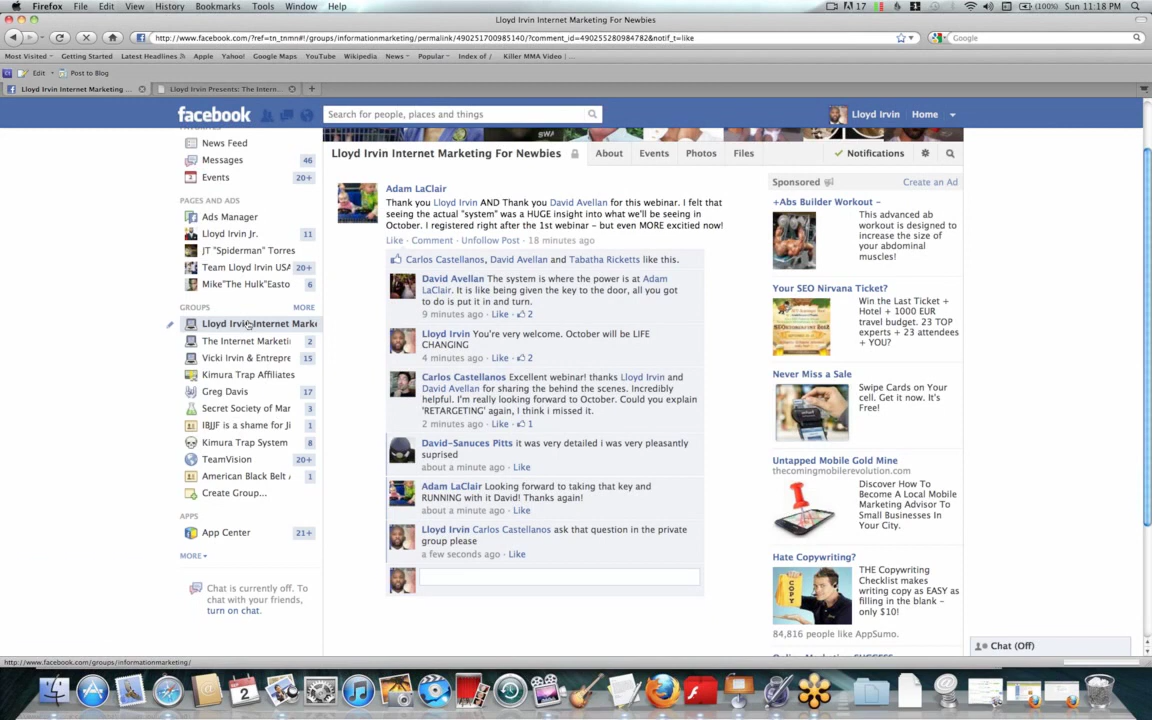 Firefox File Edit View History Bookmarks Tools Window Help
17 (100%) Sun 11:18 PM
Lloyd Irvin Internet Marketing For Newbies
http://www.facebook.com/?ref=tn_tnmn#!/groups/informationmarketing/permalink/490251700985140/?comment_id=490255280984782&notif_t=like
Google
Most Visited Getting Started Latest Headlines Apple Yahoo! Google Maps YouTube Wikipedia News Popular Index of / Killer MMA Video | ...
Edit Post to Blog
Lloyd Irvin Internet Marketing ...
Lloyd Irvin Presents: The Intern...
facebook
Search for people, places and things
Lloyd Irvin Home
News Feed
Messages 46
Events 20+
PAGES AND ADS
Ads Manager
Lloyd Irvin Jr. 11
JT "Spiderman" Torres
Team Lloyd Irvin USA 20+
Mike"The Hulk"Easto 6
GROUPS MORE
Lloyd Irvin Internet Marke
The Internet Marketi 2
Vicki Irvin & Entrepre 15
Kimura Trap Affiliates
Greg Davis 17
Secret Society of Mar 3
IBJJF is a shame for Ji 1
Kimura Trap System 8
TeamVision 20+
American Black Belt 1
Create Group...
APPS
App Center 21+
MORE
Chat is currently off. To
chat with your friends,
turn on chat.
SWA
Lloyd Irvin Internet Marketing For Newbies About Events Photos Files Notifications
Adam LaClair
Thank you Lloyd Irvin AND Thank you David Avellan for this webinar. I felt that
seeing the actual "system" was a HUGE insight into what we'll be seeing in
October. I registered right after the 1st webinar - but even MORE excitied now!
Like · Comment · Unfollow Post · 18 minutes ago
Carlos Castellanos, David Avellan and Tabatha Ricketts like this.
David Avellan The system is where the power is at Adam
LaClair. It is like being given the key to the door, all you got
to do is put it in and turn.
9 minutes ago · Like · 2
Lloyd Irvin You're very welcome. October will be LIFE
CHANGING
4 minutes ago · Like · 2
Carlos Castellanos Excellent webinar! thanks Lloyd Irvin and
David Avellan for sharing the behind the scenes. Incredibly
helpful. I'm really looking forward to October. Could you explain
'RETARGETING' again, I think i missed it.
2 minutes ago · Like · 1
David-Sanuces Pitts it was very detailed i was very pleasantly
suprised
about a minute ago · Like
Adam LaClair Looking forward to taking that key and
RUNNING with it David! Thanks again!
about a minute ago · Like
Lloyd Irvin Carlos Castellanos ask that question in the private
group please
a few seconds ago · Like
Sponsored Create an Ad
+Abs Builder Workout -
This advanced ab
workout is designed to
increase the size of
your abdominal
muscles!
Your SEO Nirvana Ticket?
Win the Last Ticket +
Hotel + 1000 EUR
travel budget. 23 TOP
experts + 23 attendees
+ YOU?
Never Miss a Sale
Swipe Cards on Your
cell. Get it now. It's
Free!
Untapped Mobile Gold Mine
thecomingmobilerevolution.com
Discover How To
Become A Local Mobile
Marketing Advisor To
Small Businesses In
Your City.
Hate Copywriting?
COPY
THE Copywriting
Checklist makes
writing copy as EASY as
filling in the blank -
only $10!
84,816 people like AppSumo.
Chat (Off)
http://www.facebook.com/groups/informationmarketing/
2